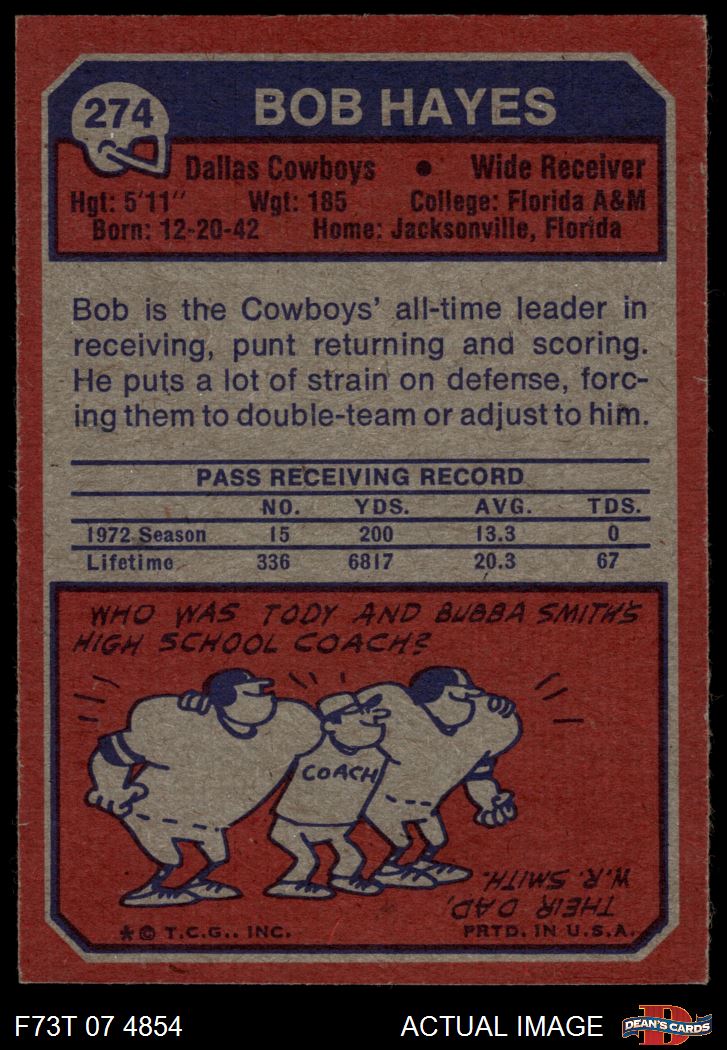 274
BOB HAYES
Dallas Cowboys • Wide Receiver
Hgt: 5'11" Wgt: 185 College: Florida A&M
Born: 12-20-42 Home: Jacksonville, Florida
Bob is the Cowboys' all-time leader in
receiving, punt returning and scoring.
He puts a lot of strain on defense, forc-
ing them to double-team or adjust to him.
PASS RECEIVING RECORD
NO. YDS. AVG. TDS.
1972 Season 15 200 13.3 0
Lifetime 336 6817 20.3 67
WHO WAS TODY AND BUBBA SMITH'S
HIGH SCHOOL COACH?
COACH
THEIR DAD,
W.R. SMITH.
* © T.C.G., INC. PRTD. IN U.S.A.
F73T 07 4854 ACTUAL IMAGE
D
DEAN'S CARDS